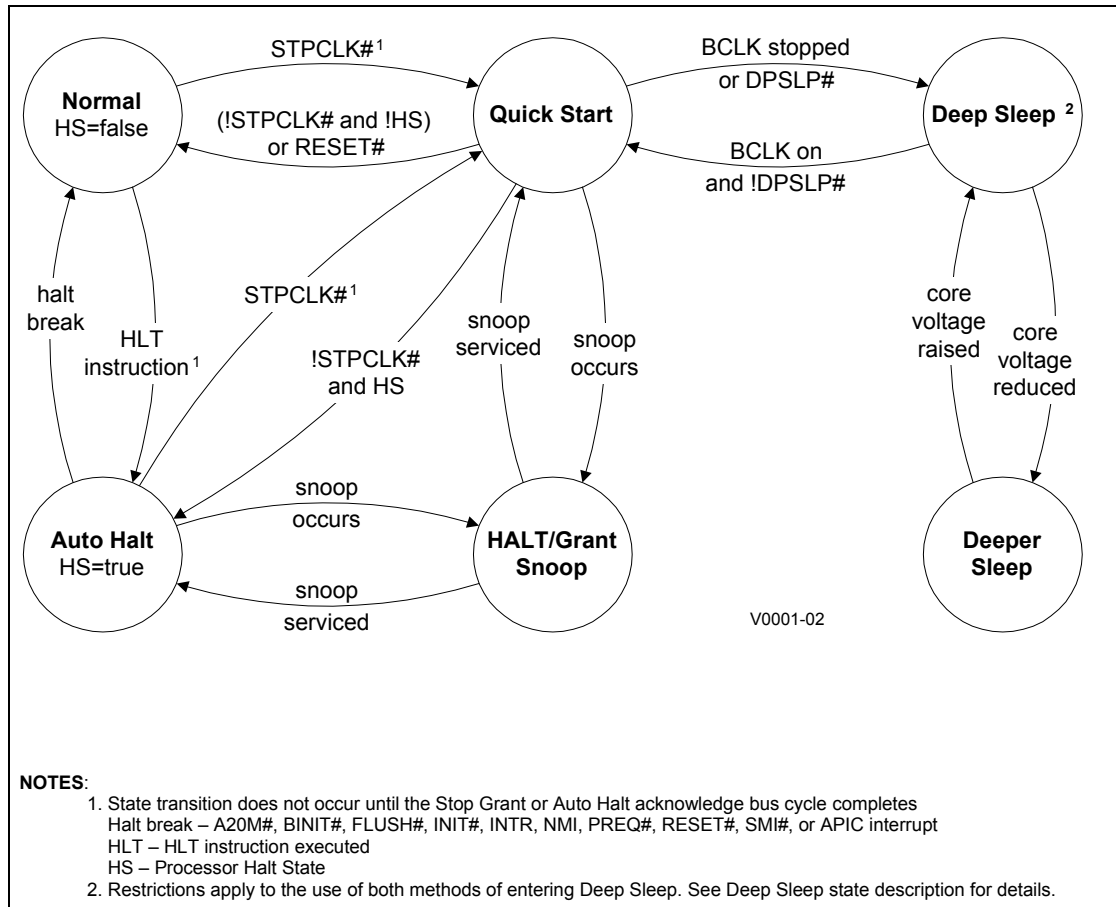 STPCLK#1
BCLK stopped
or DPSLP#
Normal
HS=false
(!STPCLK# and !HS)
or RESET#
Quick Start
Deep Sleep 2
BCLK on
and !DPSLP#
halt
break
HLT
instruction1
STPCLK#1
!STPCLK#
and HS
snoop
serviced
snoop
occurs
core
voltage
raised
core
voltage
reduced
Auto Halt
HS=true
snoop
occurs
snoop
serviced
HALT/Grant
Snoop
Deeper
Sleep
V0001-02
NOTES:
1. State transition does not occur until the Stop Grant or Auto Halt acknowledge bus cycle completes
Halt break – A20M#, BINIT#, FLUSH#, INIT#, INTR, NMI, PREQ#, RESET#, SMI#, or APIC interrupt
HLT – HLT instruction executed
HS – Processor Halt State
2. Restrictions apply to the use of both methods of entering Deep Sleep. See Deep Sleep state description for details.